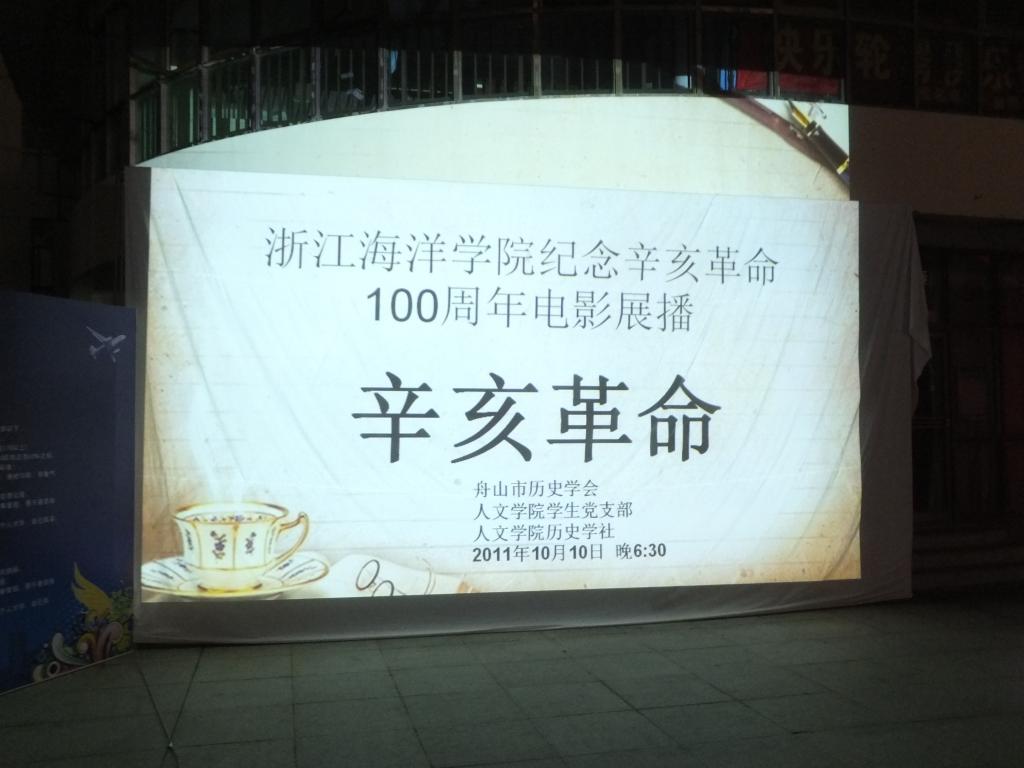 浙江海洋学院纪念辛亥革命
100周年电影展播
辛亥革命
舟山市历史学会
人文学院学生党支部
人文学院历史学社
2011年10月10日 晚6:30